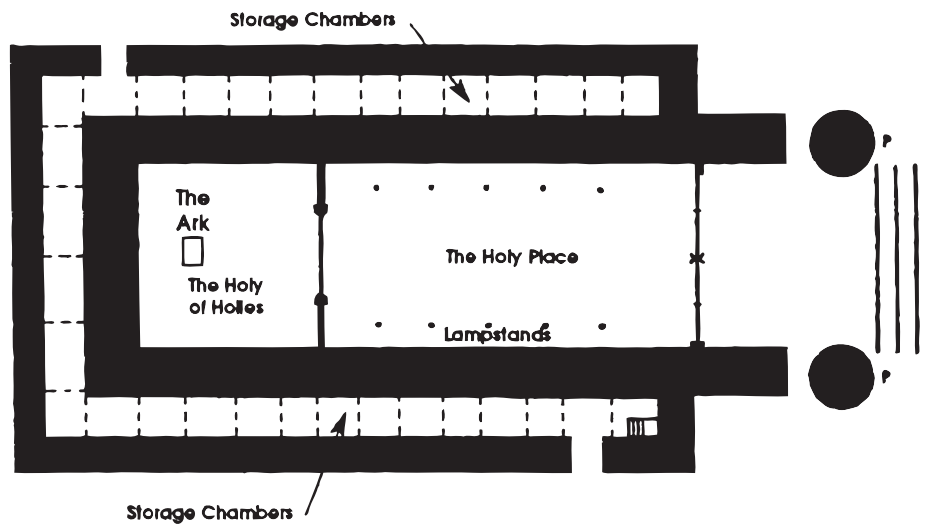 Storage Chambers
P
The
Ark
The Holy Place
The Holy
of Holies
Lampstands
P
Storage Chambers